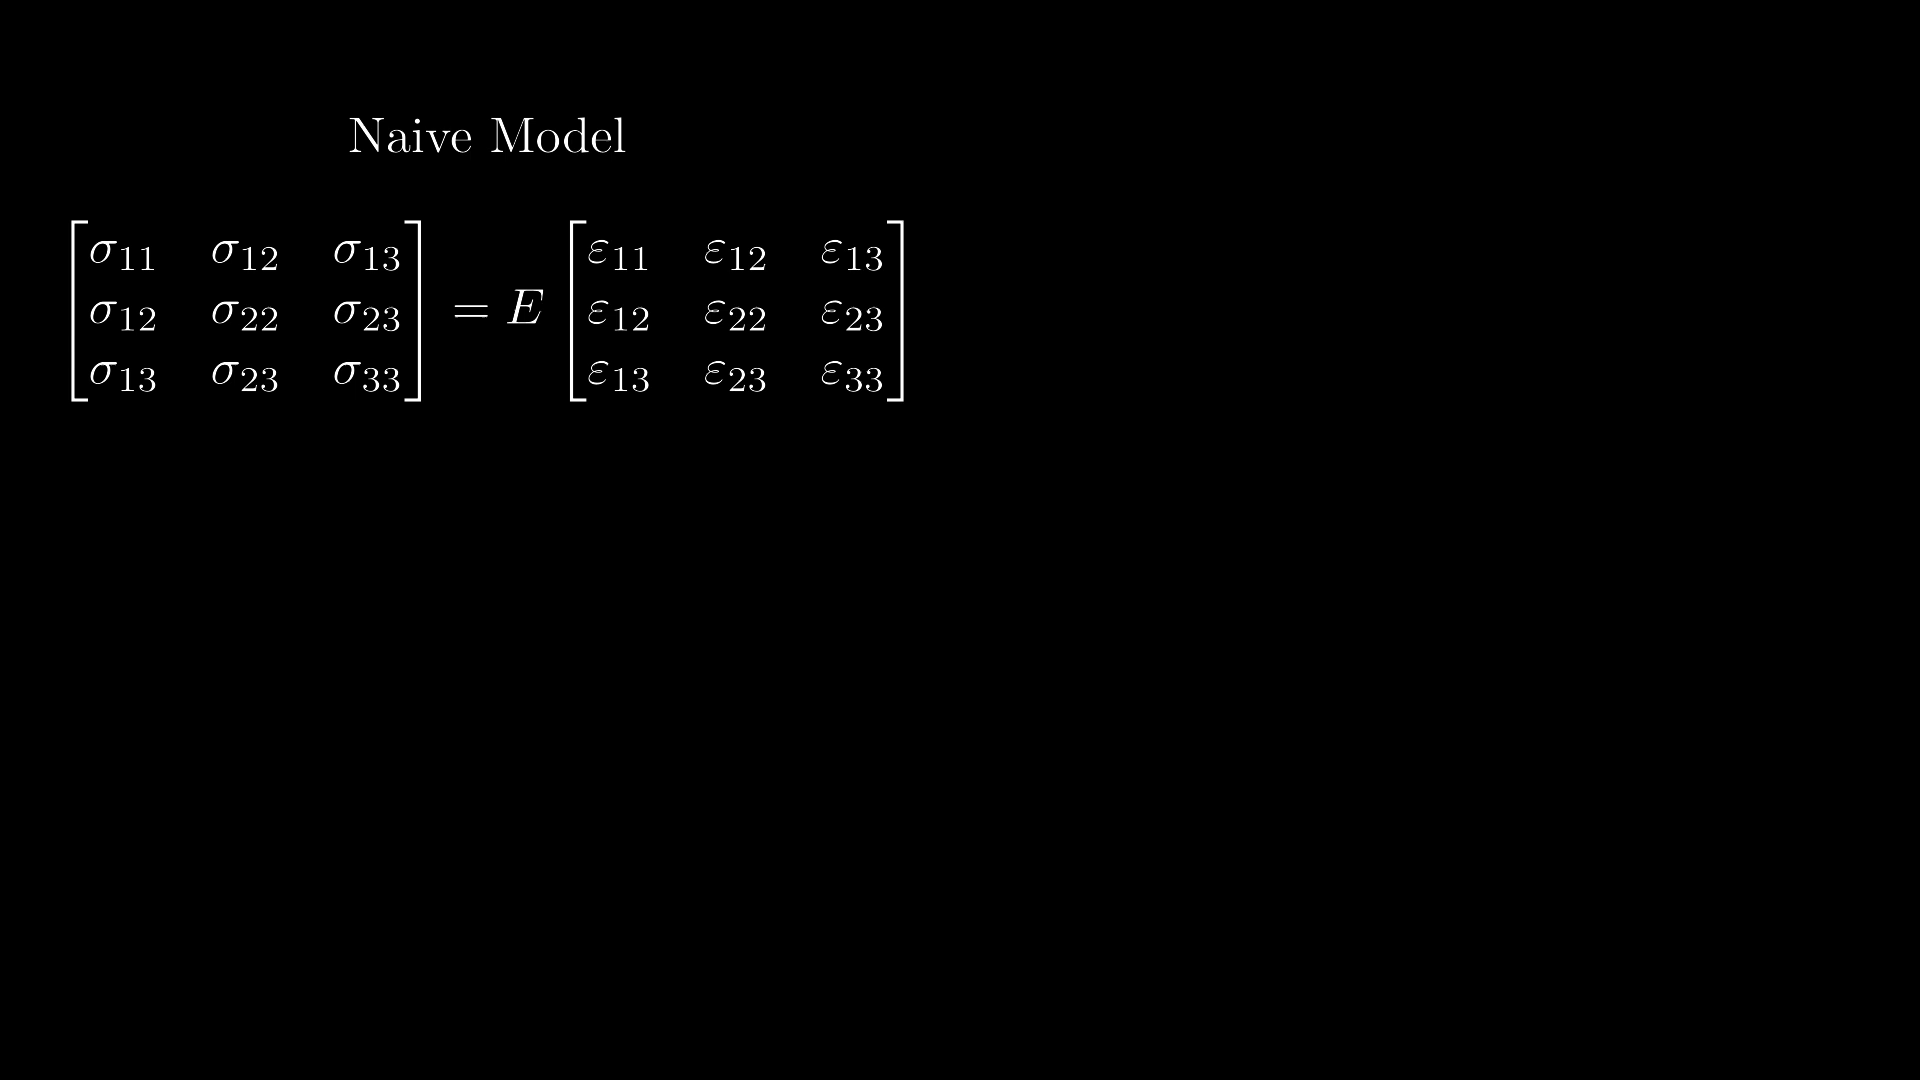 Naive Model
[σ₁₁ σ₁₂ σ₁₃
σ₁₂ σ₂₂ σ₂₃
σ₁₃ σ₂₃ σ₃₃] = E [ε₁₁ ε₁₂ ε₁₃
ε₁₂ ε₂₂ ε₂₃
ε₁₃ ε₂₃ ε₃₃]